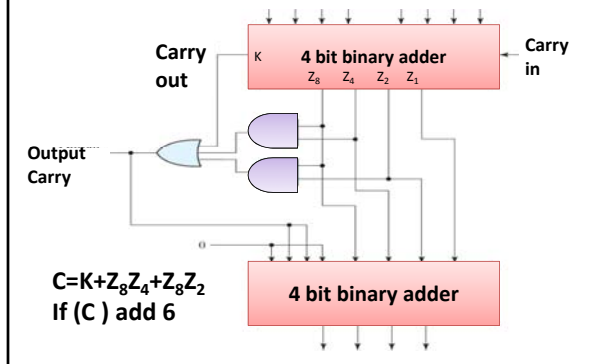 Carry
out
K 4 bit binary adder
Z8 Z4 Z2 Z1
Carry
in
Output
Carry
0
C=K+Z8Z4+Z8Z2
If (C ) add 6
4 bit binary adder